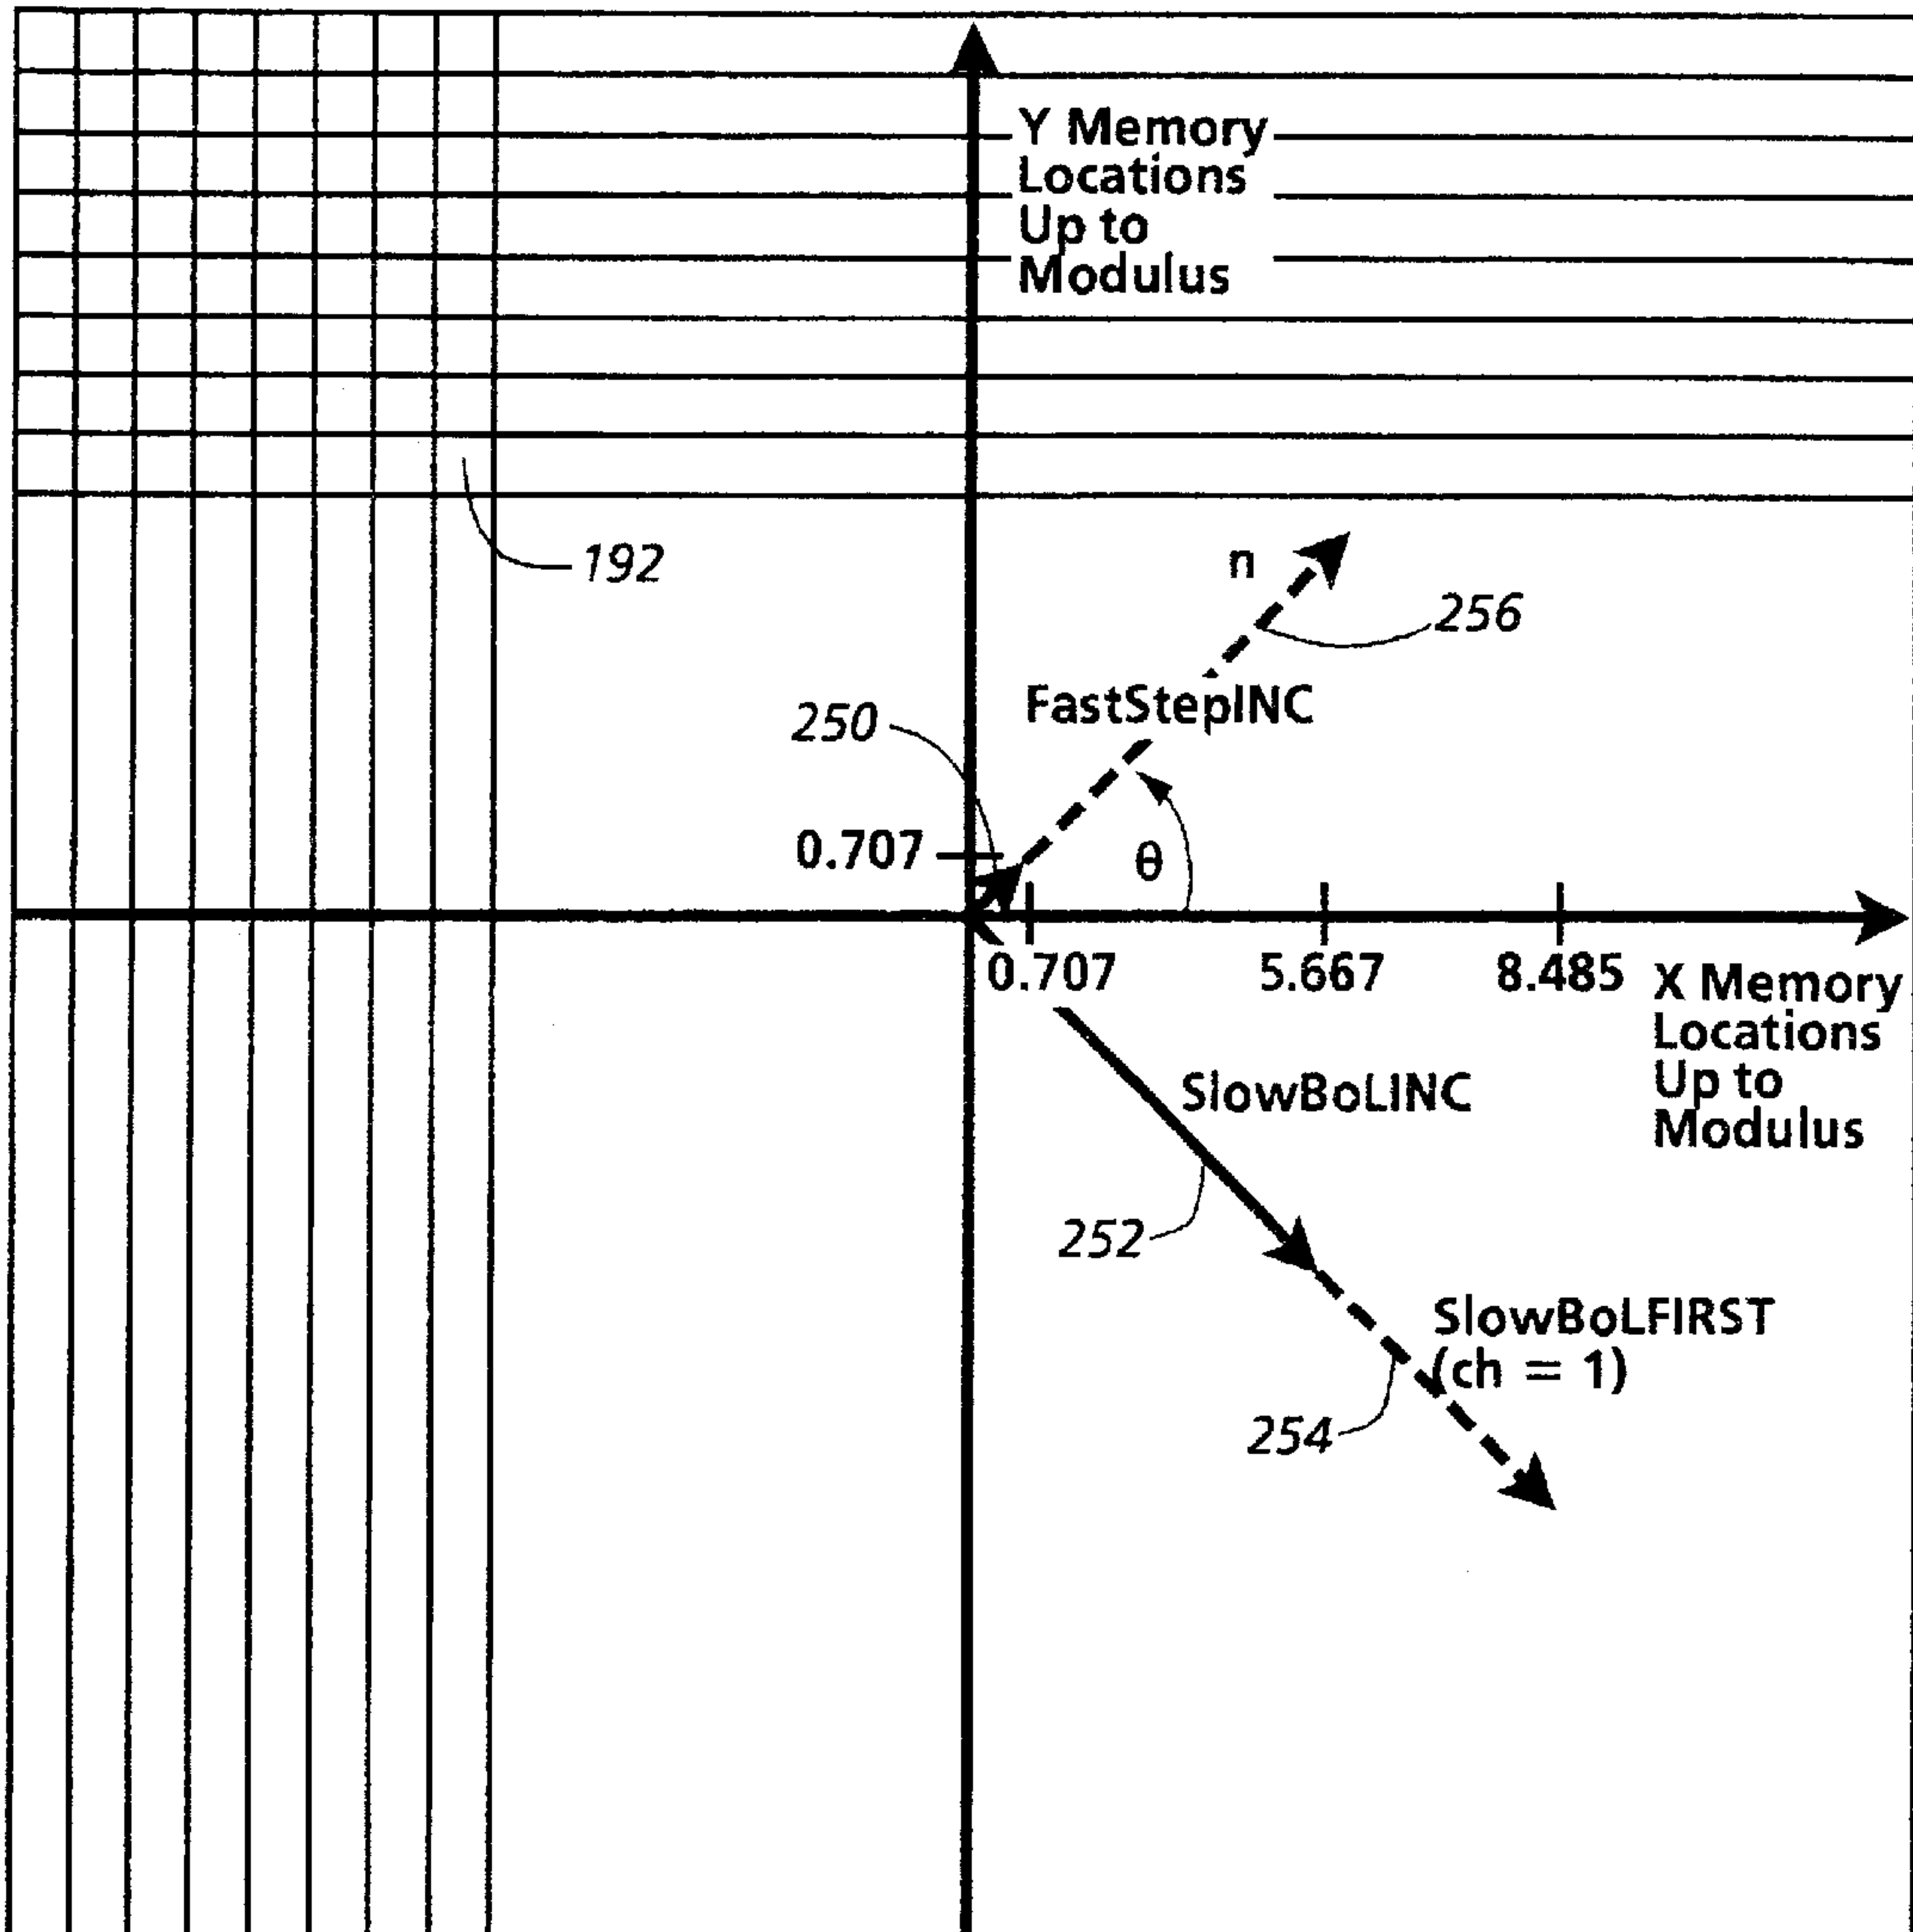 Y Memory
Locations
Up to
Modulus
192
n
256
FastStepINC
250
0.707
θ
0.707
5.667
8.485
X Memory
Locations
Up to
Modulus
SlowBoLINC
252
SlowBoLFIRST
(ch = 1)
254